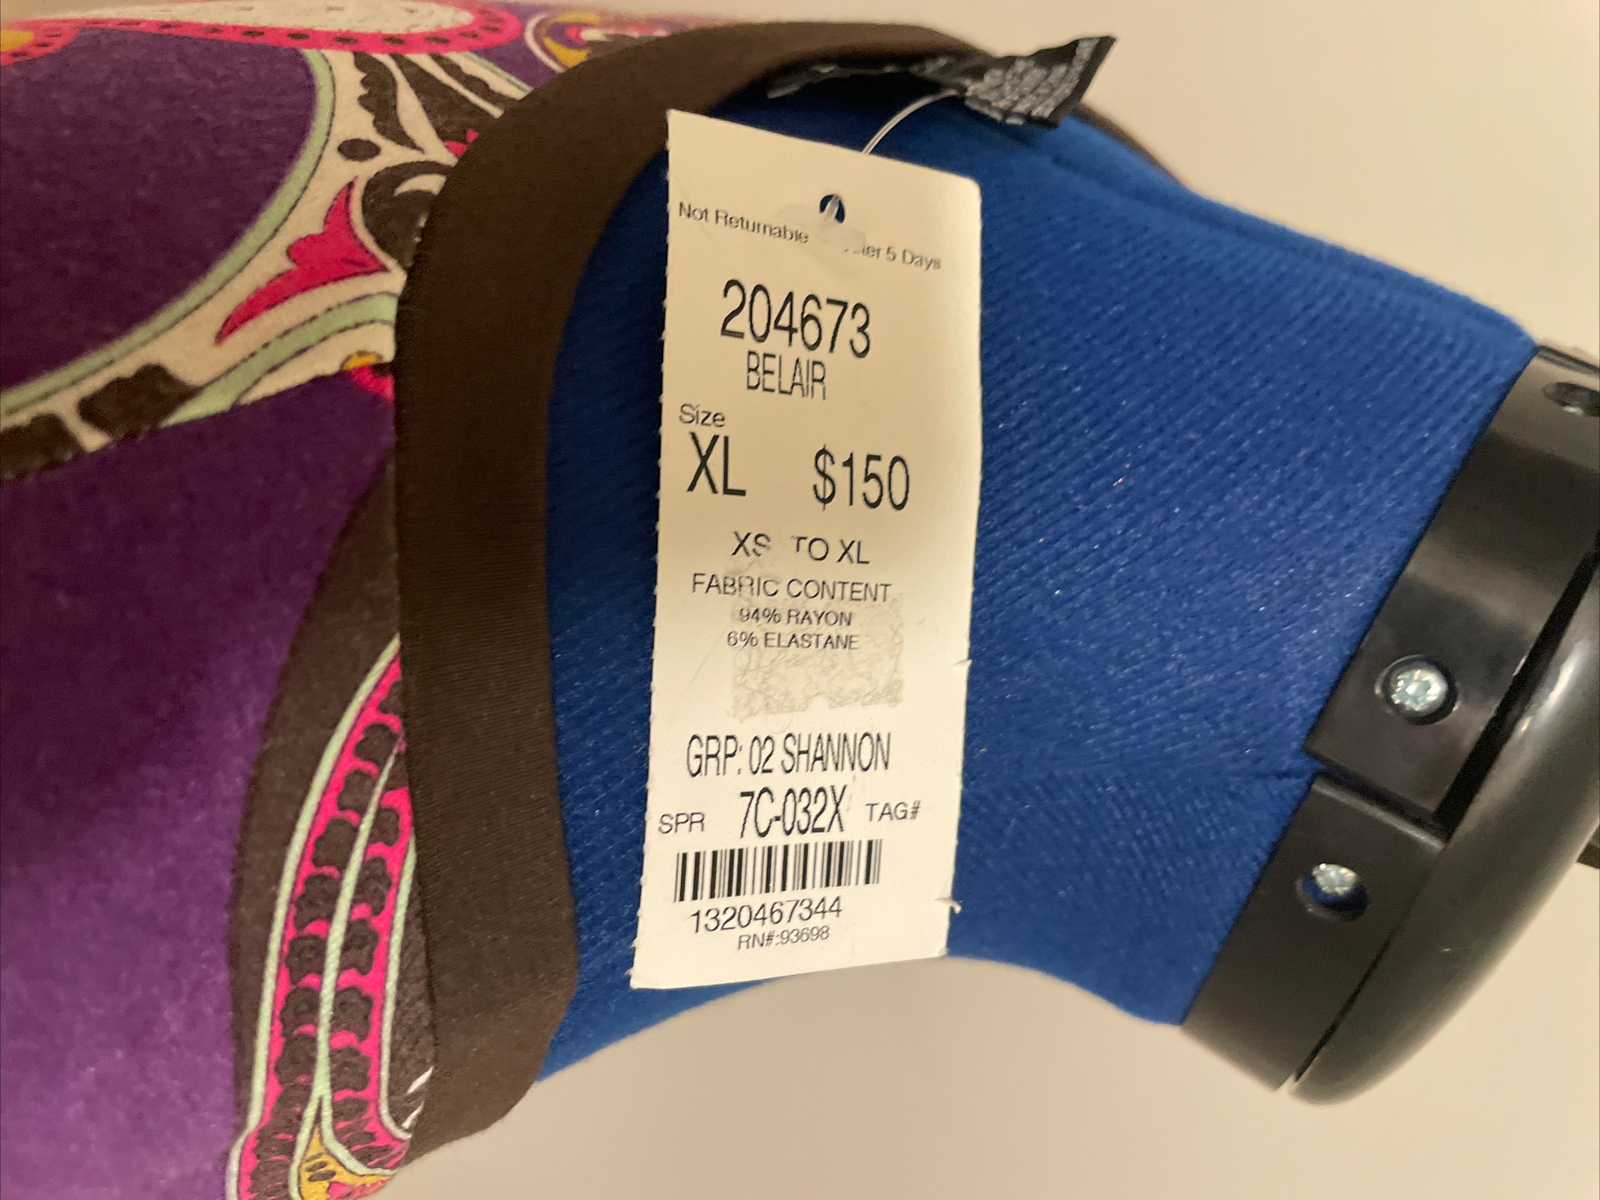 Not Returnable 5 Days
204673
BELAIR
Size
XL $150
XS TO XL
FABRIC CONTENT
94% RAYON
6% ELASTANE
GRP: 02 SHANNON
SPR 7C-032X TAG#
1320467344
RN#:93698